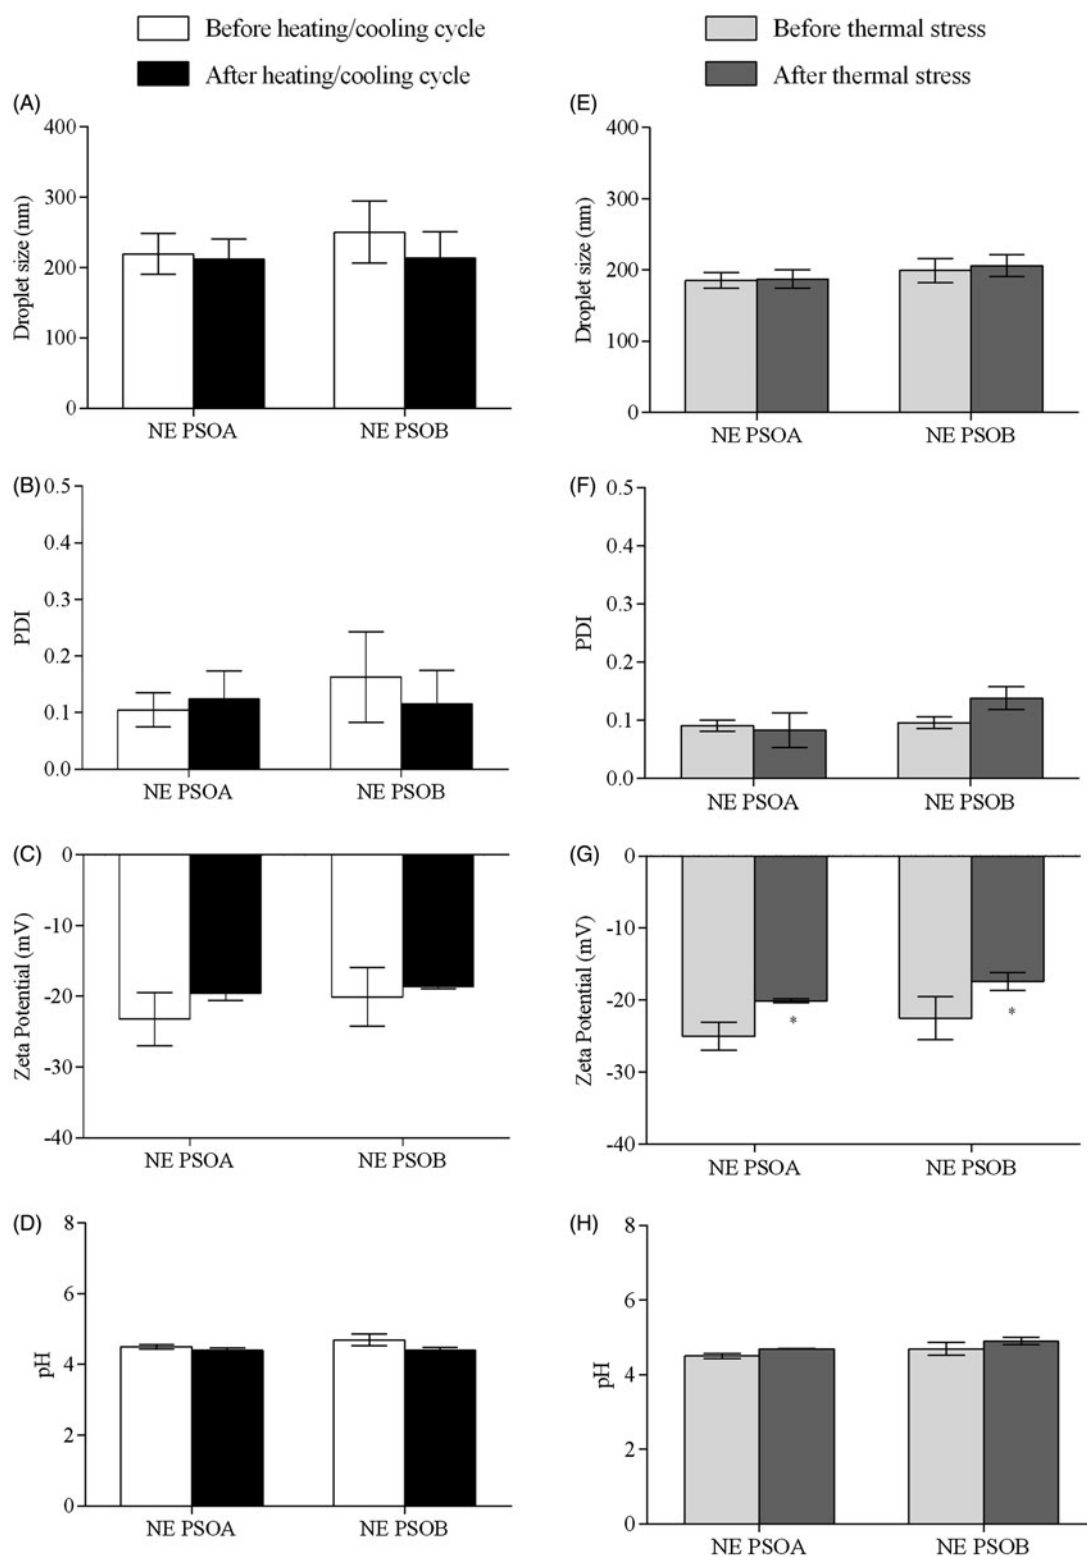 Before heating/cooling cycle
After heating/cooling cycle
Before thermal stress
After thermal stress
(A)
Droplet size (nm)
400
300
200
100
0
NE PSOA
NE PSOB
(E)
Droplet size (nm)
400
300
200
100
0
NE PSOA
NE PSOB
(B)
PDI
0.5
0.4
0.3
0.2
0.1
0.0
NE PSOA
NE PSOB
(F)
PDI
0.5
0.4
0.3
0.2
0.1
0.0
NE PSOA
NE PSOB
(C)
Zeta Potential (mV)
0
-10
-20
-30
-40
NE PSOA
NE PSOB
(G)
Zeta Potential (mV)
0
-10
-20
-30
-40
*
*
NE PSOA
NE PSOB
(D)
pH
8
6
4
2
0
NE PSOA
NE PSOB
(H)
pH
8
6
4
2
0
NE PSOA
NE PSOB